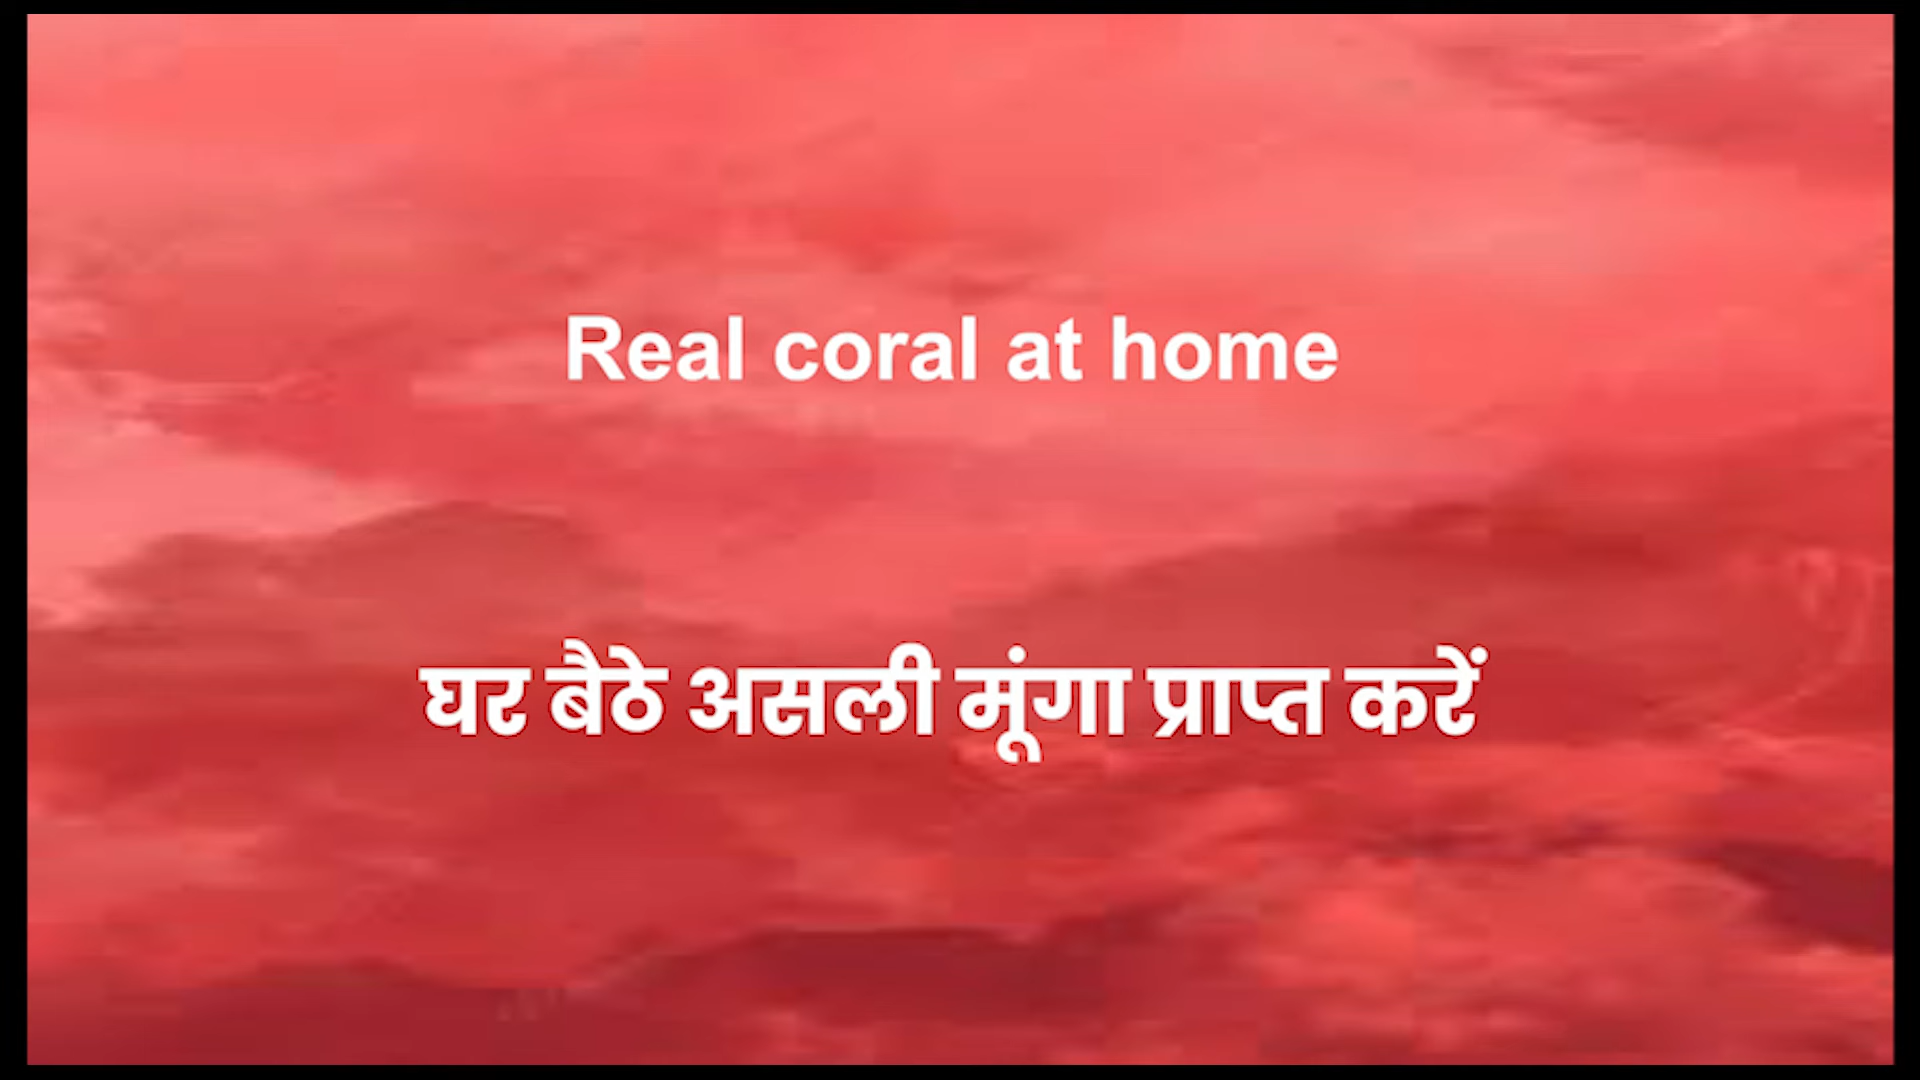 Real coral at home
घर बैठे असली मूंगा प्राप्त करें